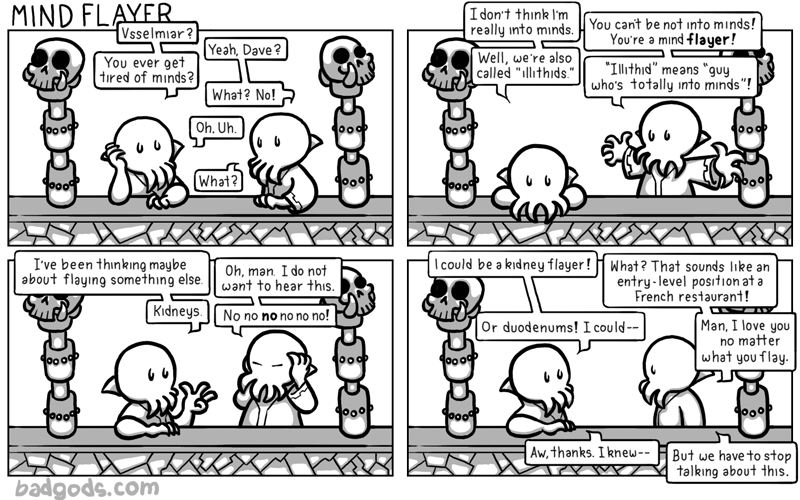 MIND FLAYER
Vsselmiar?
Yeah, Dave?
You ever get
tired of minds?
What? No!
Oh. Uh.
What?
I don't think I'm
really into minds.
You can't be not into minds!
You're a mind flayer!
Well, we're also
called "illithids."
"Illithid" means "guy
who's totally into minds"!
I've been thinking maybe
about flaying something else.
Oh, man. I do not
want to hear this.
Kidneys.
No no no no no no!
I could be a kidney flayer!
What? That sounds like an
entry-level position at a
French restaurant!
Or duodenums! I could--
Man, I love you
no matter
what you flay.
Aw, thanks. I knew--
But we have to stop
talking about this.
badgods.com